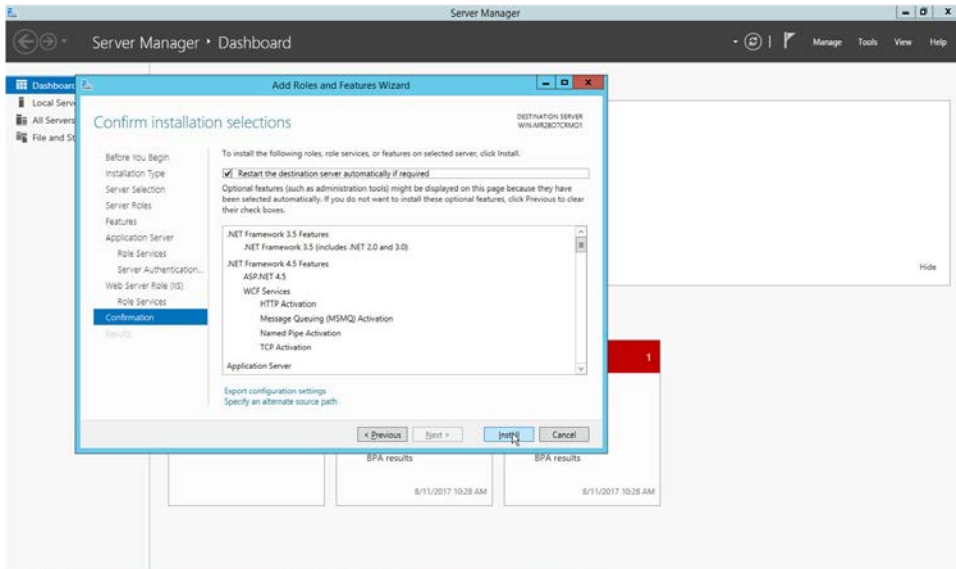 Server Manager
Server Manager • Dashboard
Manage Tools View Help
Dashboard
Local Serv
All Servers
File and St
Add Roles and Features Wizard
Confirm installation selections
DESTINATION SERVER
Before You Begin
Installation Type
Server Selection
Server Roles
Features
Application Server
Role Services
Server Authentication...
Web Server Role (IIS)
Role Services
Confirmation
Results
To install the following roles, role services, or features on selected server, click Install.
Restart the destination server automatically if required
Optional features (such as administration tools) might be displayed on this page because they have
been selected automatically. If you do not want to install these optional features, click Previous to clear
their check boxes.
.NET Framework 3.5 Features
.NET Framework 3.5 (includes .NET 2.0 and 3.0)
.NET Framework 4.5 Features
ASP.NET 4.5
WCF Services
HTTP Activation
Message Queuing (MSMQ) Activation
Named Pipe Activation
TCP Activation
Application Server
Export configuration settings
Specify an alternate source path
< Previous Next > Install Cancel
Hide
1
BPA results BPA results
8/11/2017 10:28 AM 8/11/2017 10:28 AM